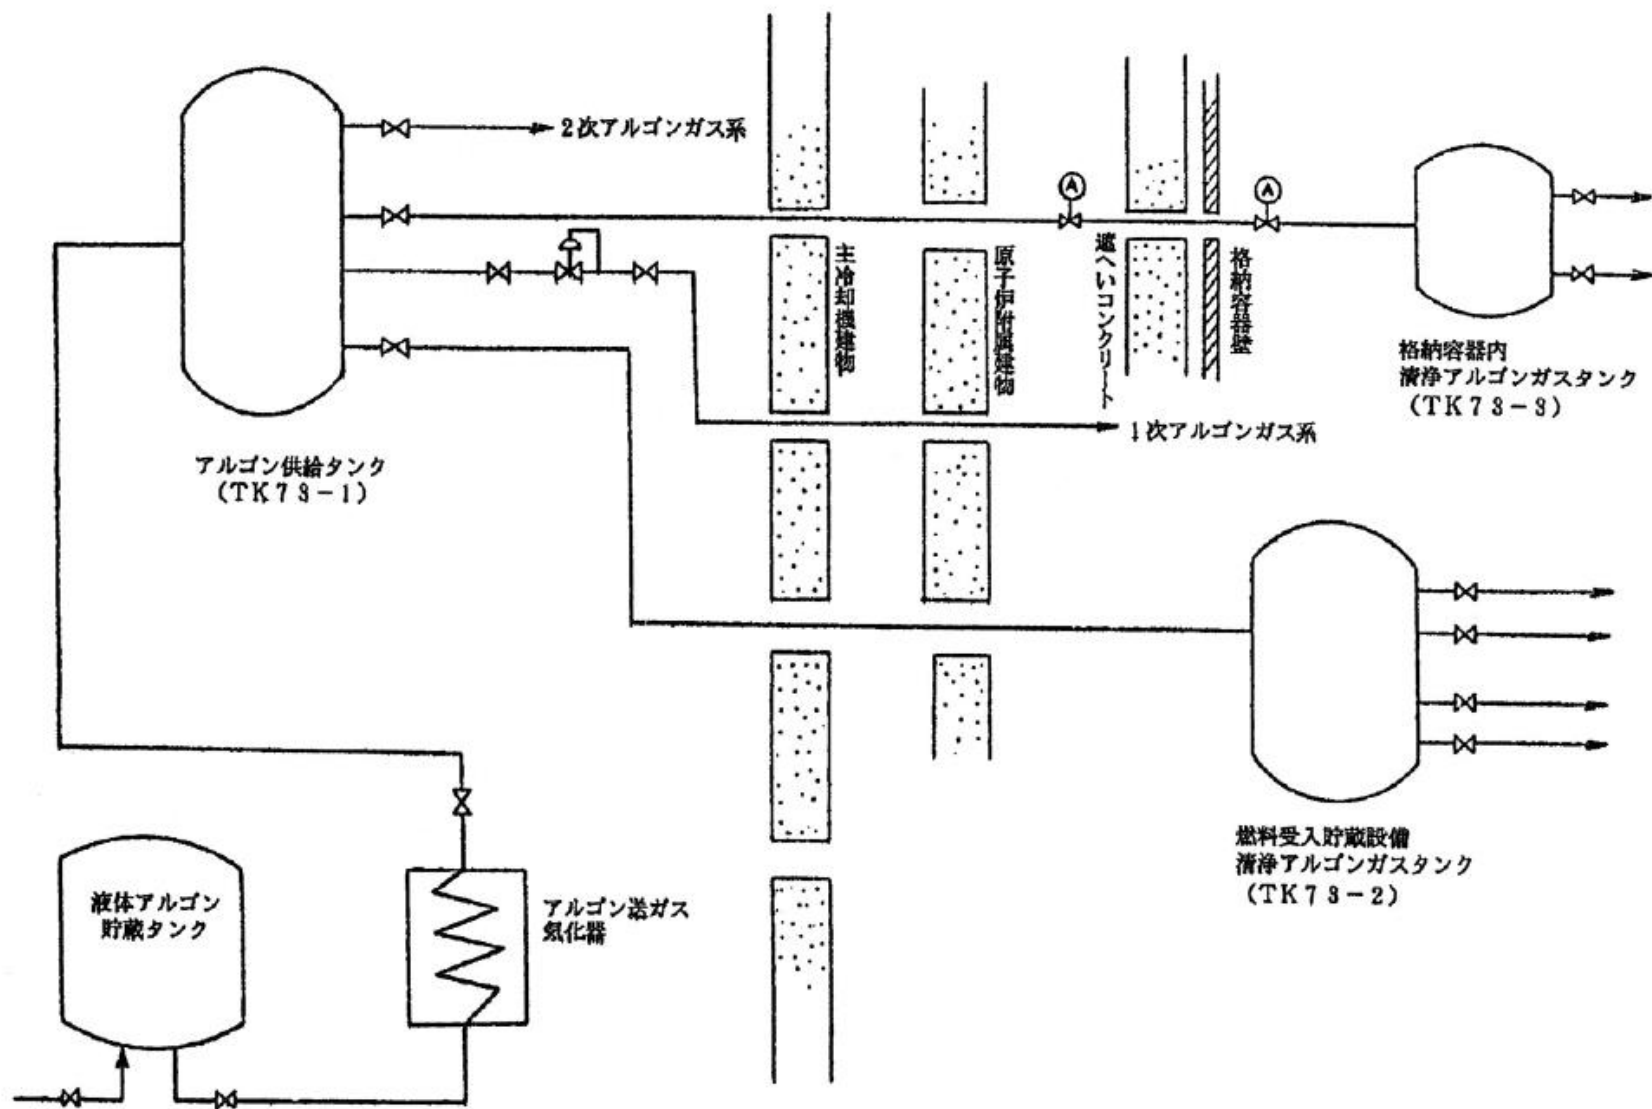 2次アルゴンガス系
Ⓐ
Ⓐ
主冷却機建物
原子炉附属建物
遮へいコンクリート
格納容器壁
格納容器内
清浄アルゴンガスタンク
(TK73-3)
1次アルゴンガス系
アルゴン供給タンク
(TK73-1)
燃料受入貯蔵設備
清浄アルゴンガスタンク
(TK73-2)
液体アルゴン
貯蔵タンク
アルゴン送ガス
気化器